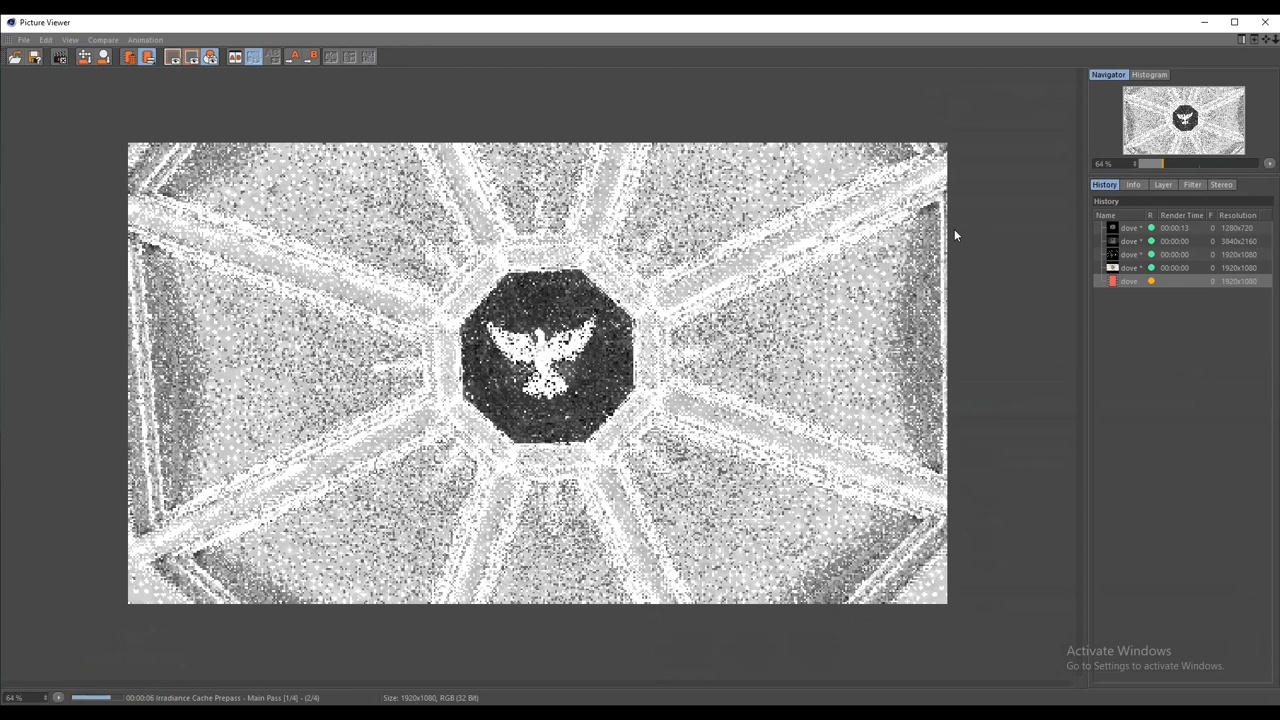 Picture Viewer
File Edit View Compare Animation
Navigator Histogram
64 %
History Info Layer Filter Stereo
History
Name R Render Time F Resolution
dove * 00:00:13 0 1280x720
dove * 00:00:00 0 3840x2160
dove * 00:00:00 0 1920x1080
dove * 00:00:00 0 1920x1080
dove 0 1920x1080
Activate Windows
Go to Settings to activate Windows.
64 % 00:00:06 Irradiance Cache Prepass - Main Pass [1/4] - (2/4) Size: 1920x1080, RGB (32 Bit)